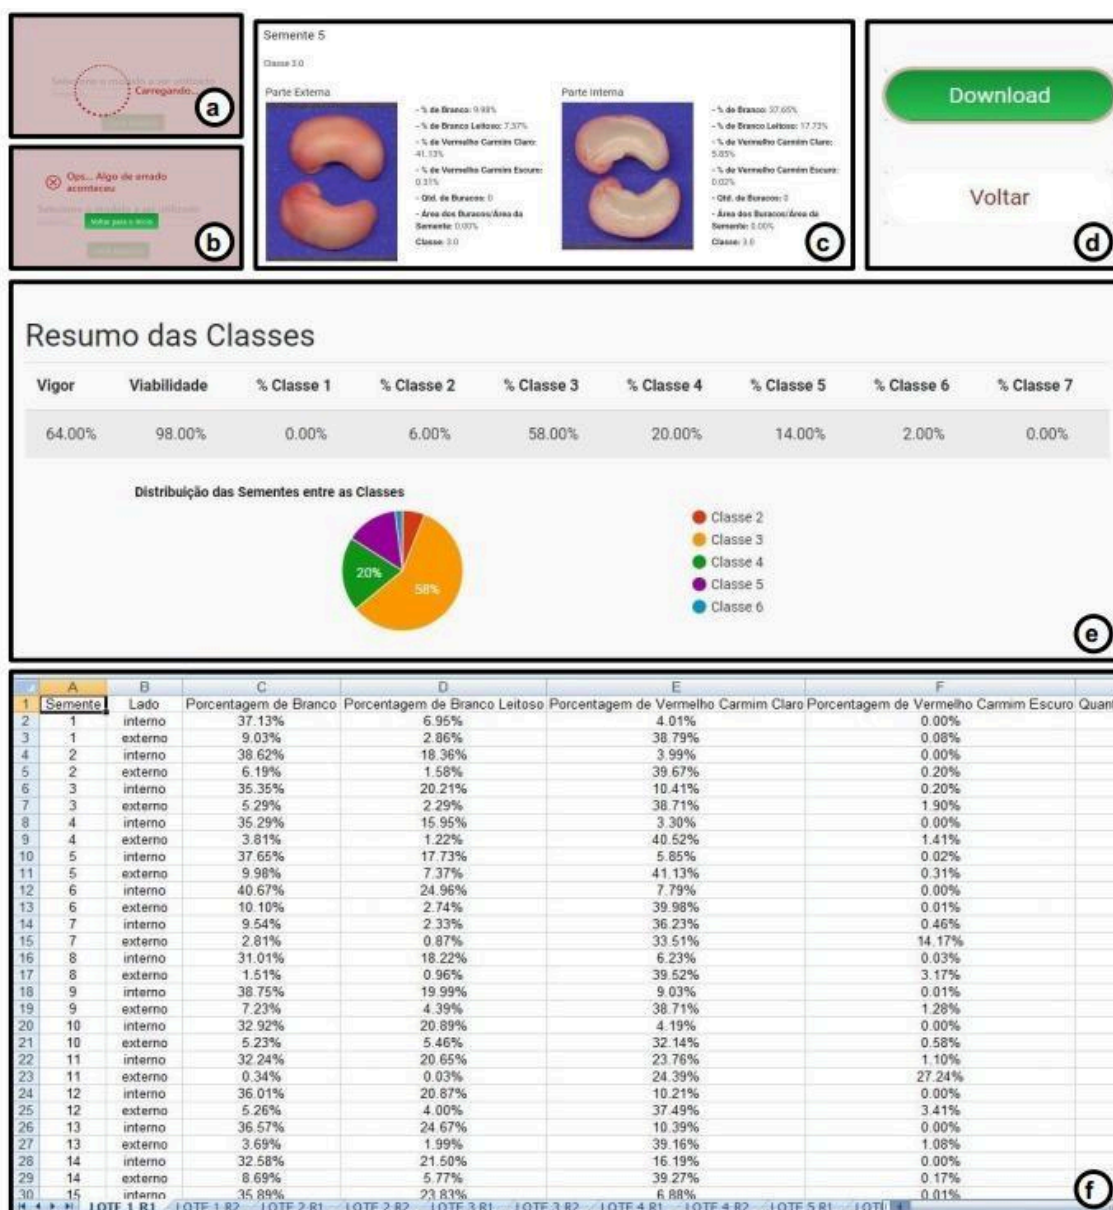 Carregando...
a
Ops... Algo de errado
aconteceu
Voltar para o início
b
Semente 5
Classe 3.0
Parte Externa
- % de Branco: 9.98%
- % de Branco Leitoso: 7.37%
- % de Vermelho Carmim Claro:
41.13%
- % de Vermelho Carmim Escuro:
0.31%
- Qtd. de Buracos: 0
- Área dos Buracos/Área da
Semente: 0.00%
Classe: 3.0
Parte Interna
- % de Branco: 37.65%
- % de Branco Leitoso: 17.73%
- % de Vermelho Carmim Claro:
5.85%
- % de Vermelho Carmim Escuro:
0.02%
- Qtd. de Buracos: 0
- Área dos Buracos/Área da
Semente: 0.00%
Classe: 3.0
c
Download
Voltar
d
Resumo das Classes
Vigor Viabilidade % Classe 1 % Classe 2 % Classe 3 % Classe 4 % Classe 5 % Classe 6 % Classe 7
64.00% 98.00% 0.00% 6.00% 58.00% 20.00% 14.00% 2.00% 0.00%
Distribuição das Sementes entre as Classes
20%
58%
Classe 2
Classe 3
Classe 4
Classe 5
Classe 6
e
A B C D E F
1 Semente Lado Porcentagem de Branco Porcentagem de Branco Leitoso Porcentagem de Vermelho Carmim Claro Porcentagem de Vermelho Carmim Escuro Quan
2 1 interno 37.13% 6.95% 4.01% 0.00%
3 1 externo 9.03% 2.86% 38.79% 0.08%
4 2 interno 38.62% 18.36% 3.99% 0.00%
5 2 externo 6.19% 1.58% 39.67% 0.20%
6 3 interno 35.35% 20.21% 10.41% 0.20%
7 3 externo 5.29% 2.29% 38.71% 1.90%
8 4 interno 35.29% 15.95% 3.30% 0.00%
9 4 externo 3.81% 1.22% 40.52% 1.41%
10 5 interno 37.65% 17.73% 5.85% 0.02%
11 5 externo 9.98% 7.37% 41.13% 0.31%
12 6 interno 40.67% 24.96% 7.79% 0.00%
13 6 externo 10.10% 2.74% 39.98% 0.01%
14 7 interno 9.54% 2.33% 36.23% 0.46%
15 7 externo 2.81% 0.87% 33.51% 14.17%
16 8 interno 31.01% 18.22% 6.23% 0.03%
17 8 externo 1.51% 0.96% 39.52% 3.17%
18 9 interno 38.75% 19.99% 9.03% 0.01%
19 9 externo 7.23% 4.39% 38.71% 1.28%
20 10 interno 32.92% 20.89% 4.19% 0.00%
21 10 externo 5.23% 5.46% 32.14% 0.58%
22 11 interno 32.24% 20.65% 23.76% 1.10%
23 11 externo 0.34% 0.03% 24.39% 27.24%
24 12 interno 36.01% 20.87% 10.21% 0.00%
25 12 externo 5.26% 4.00% 37.49% 3.41%
26 13 interno 36.57% 24.67% 10.39% 0.00%
27 13 externo 3.69% 1.99% 39.16% 1.08%
28 14 interno 32.58% 21.50% 16.19% 0.00%
29 14 externo 8.69% 5.77% 39.27% 0.17%
30 15 interno 35.89% 23.83% 6.88% 0.01%
LOTE 1 R1 LOTE 1 R2 LOTE 2 R1 LOTE 2 R2 LOTE 3 R1 LOTE 3 R2 LOTE 4 R1 LOTE 4 R2 LOTE 5 R1 LOTE
f